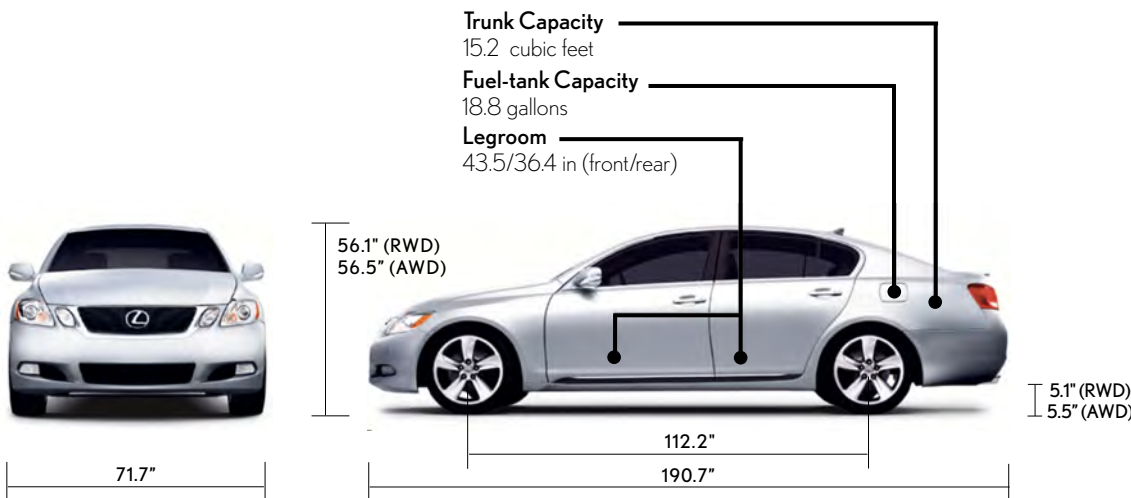 Trunk Capacity
15.2 cubic feet
Fuel-tank Capacity
18.8 gallons
Legroom
43.5/36.4 in (front/rear)
56.1" (RWD)
56.5" (AWD)
5.1" (RWD)
5.5" (AWD)
112.2"
71.7"
190.7"